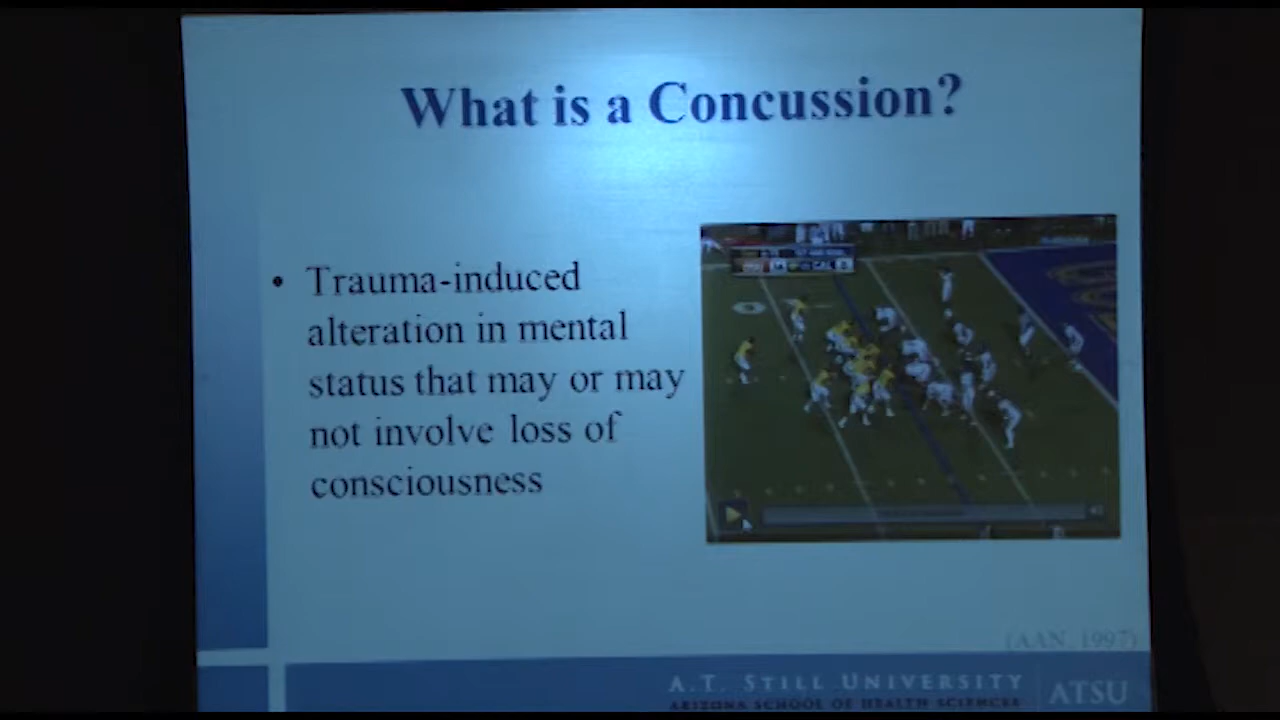 What is a Concussion?
• Trauma-induced
alteration in mental
status that may or may
not involve loss of
consciousness
(AAN, 1997)
A.T. STILL UNIVERSITY
ARIZONA SCHOOL OF HEALTH SCIENCES
ATSU